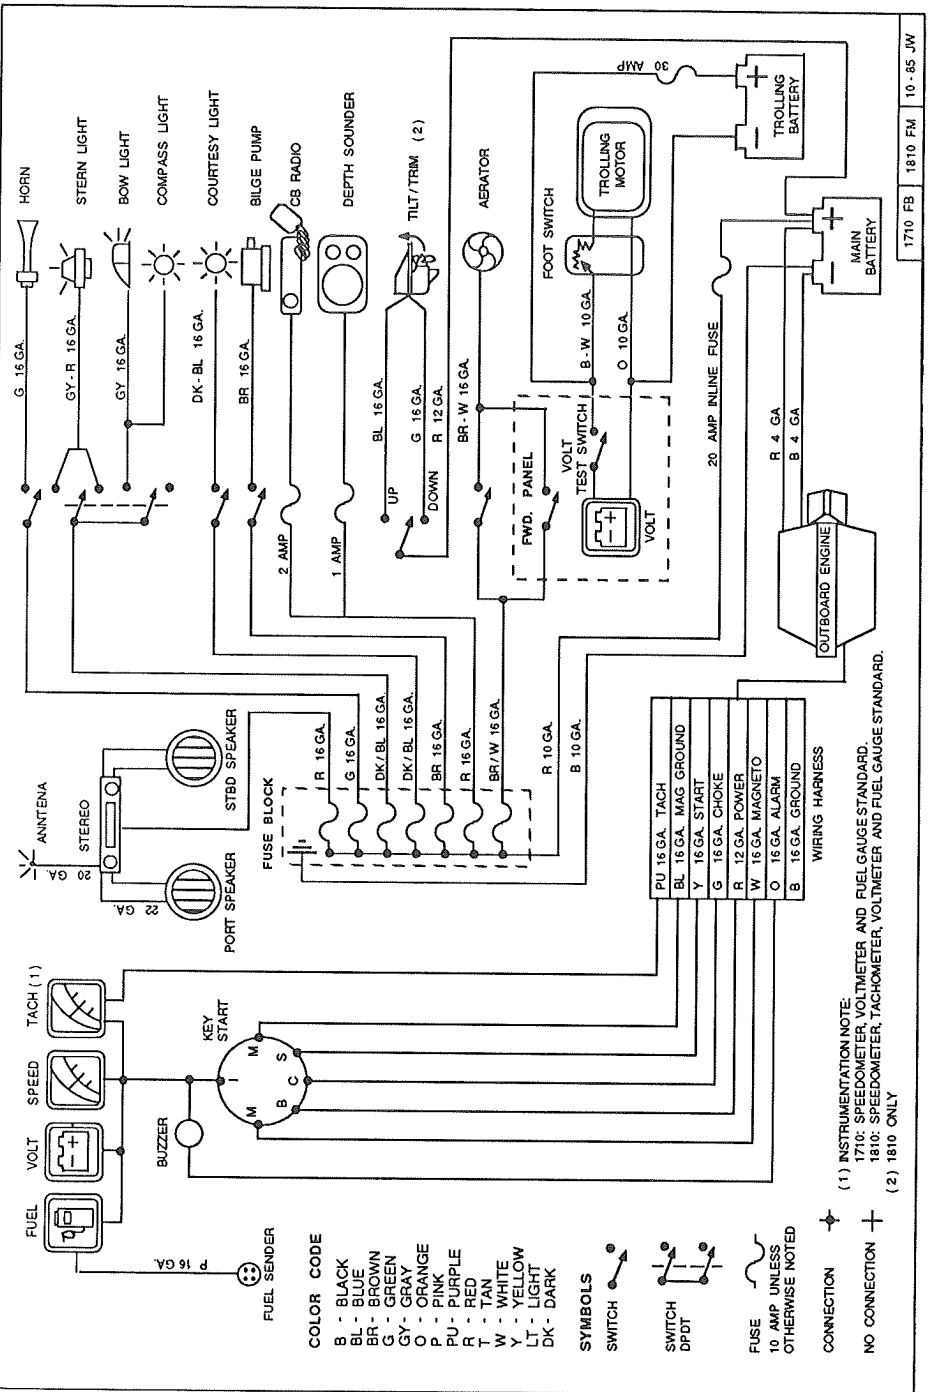 HORN
STERN LIGHT
BOW LIGHT
COMPASS LIGHT
COURTESY LIGHT
BILGE PUMP
CB RADIO
DEPTH SOUNDER
TILT/TRIM (2)
AERATOR
G 16 GA.
GY - R 16 GA.
GY 16 GA.
DK - BL 16 GA.
BR 16 GA.
2 AMP
1 AMP
BL 16 GA.
G 16 GA.
R 12 GA.
UP
DOWN
BR - W 16 GA.
FWD. PANEL
VOLT
TEST SWITCH
VOLT
FOOT SWITCH
TROLLING
MOTOR
B - W 10 GA.
O 10 GA.
30 AMP
TROLLING
BATTERY
MAIN
BATTERY
20 AMP INLINE FUSE
R 4 GA
B 4 GA
OUTBOARD ENGINE
1710 FB
1810 FM
10 - 85 JW
ANNTENA
20 GA.
STEREO
STBD SPEAKER
PORT SPEAKER
22 GA.
FUSE BLOCK
R 16 GA.
G 16 GA.
DK/BL 16 GA.
DK/BL 16 GA.
BR 16 GA.
R 16 GA.
BR/W 16 GA.
R 10 GA.
B 10 GA.
PU 16 GA. TACH
BL 16 GA. MAG GROUND
Y 16 GA. START
G 16 GA. CHOKE
R 12 GA. POWER
W 16 GA. MAGNETO
O 16 GA. ALARM
B 16 GA. GROUND
WIRING HARNESS
TACH (1)
SPEED
VOLT
FUEL
KEY
START
M
S
C
B
M
I
BUZZER
P 16 GA.
FUEL SENDER
COLOR CODE
B - BLACK
BL - BLUE
BR - BROWN
G - GREEN
GY - GRAY
O - ORANGE
P - PINK
PU - PURPLE
R - RED
T - TAN
W - WHITE
Y - YELLOW
LT - LIGHT
DK - DARK
SYMBOLS
SWITCH
SWITCH
DPDT
FUSE
10 AMP UNLESS
OTHERWISE NOTED
CONNECTION
NO CONNECTION
(1) INSTRUMENTATION NOTE:
1710: SPEEDOMETER, VOLTMETER AND FUEL GAUGE STANDARD.
1810: SPEEDOMETER, TACHOMETER, VOLTMETER AND FUEL GAUGE STANDARD.
(2) 1810 ONLY